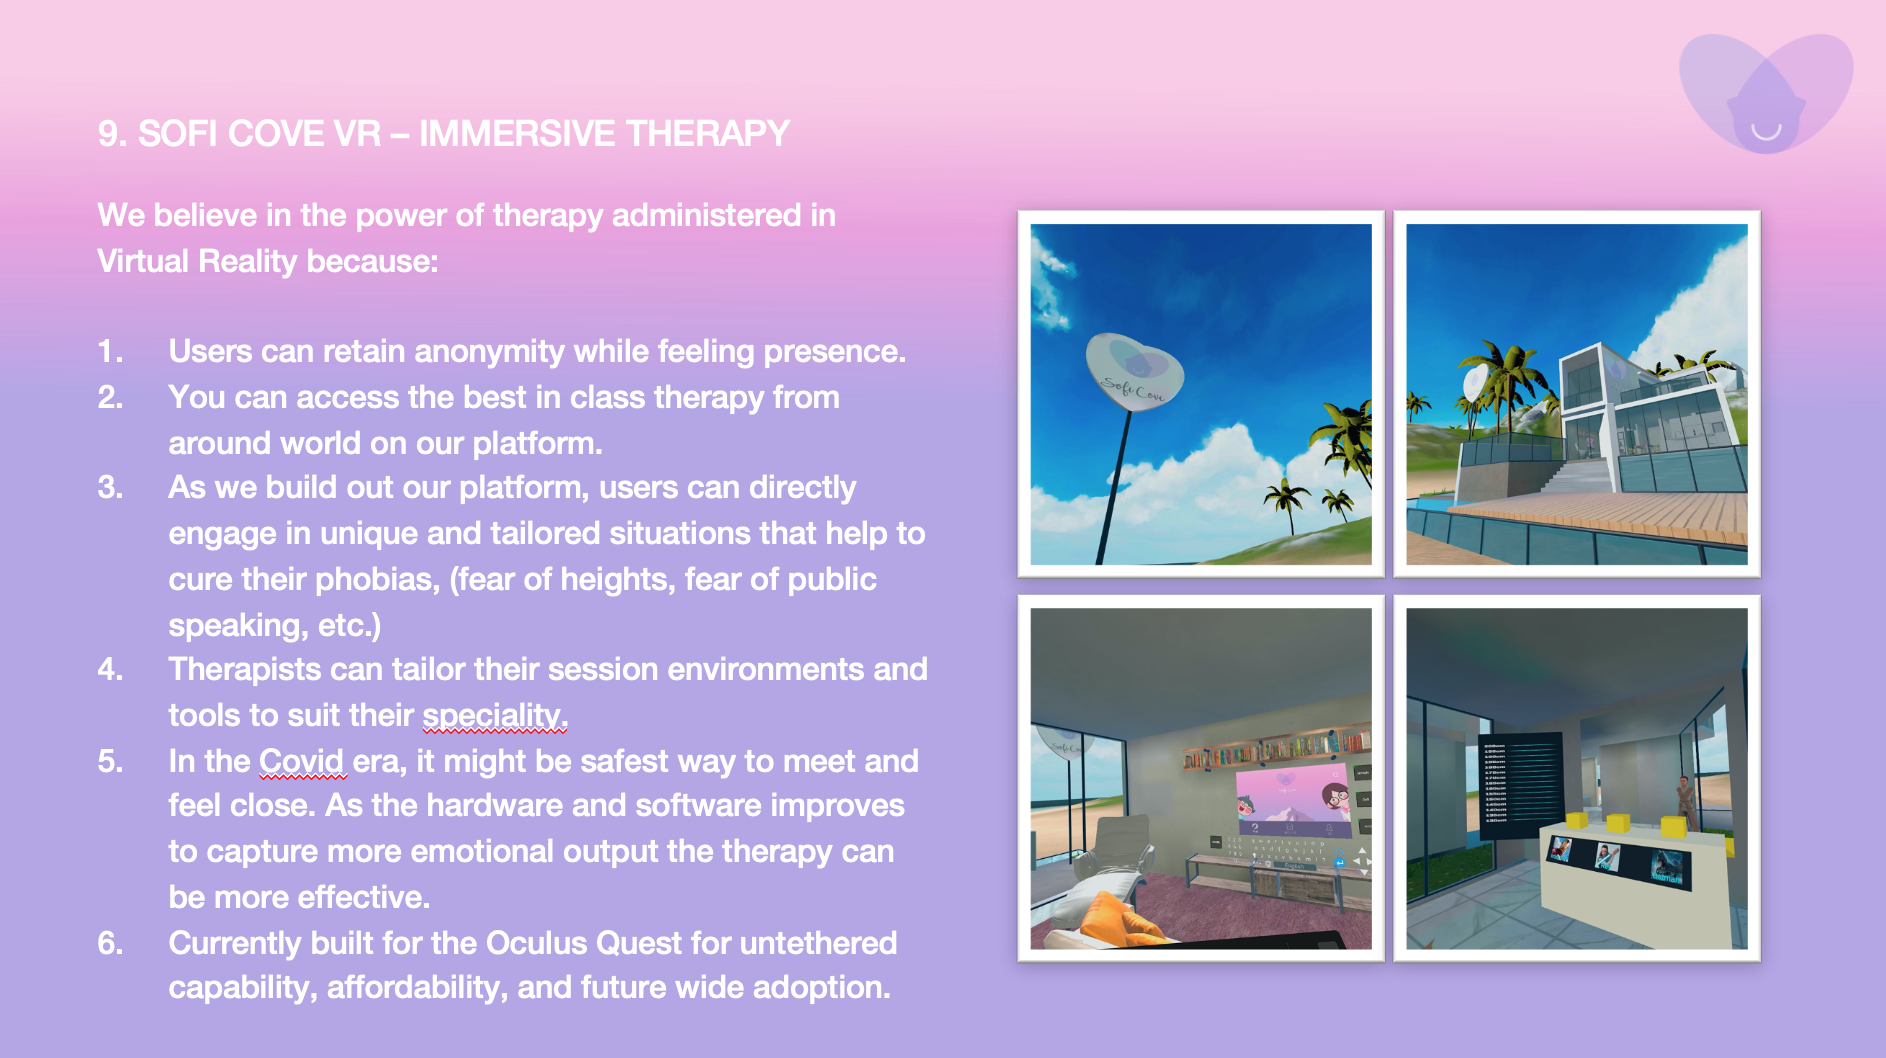 9. SOFI COVE VR – IMMERSIVE THERAPY
We believe in the power of therapy administered in
Virtual Reality because:
1. Users can retain anonymity while feeling presence.
2. You can access the best in class therapy from
around world on our platform.
3. As we build out our platform, users can directly
engage in unique and tailored situations that help to
cure their phobias, (fear of heights, fear of public
speaking, etc.)
4. Therapists can tailor their session environments and
tools to suit their speciality.
5. In the Covid era, it might be safest way to meet and
feel close. As the hardware and software improves
to capture more emotional output the therapy can
be more effective.
6. Currently built for the Oculus Quest for untethered
capability, affordability, and future wide adoption.
Sofi Cove
English